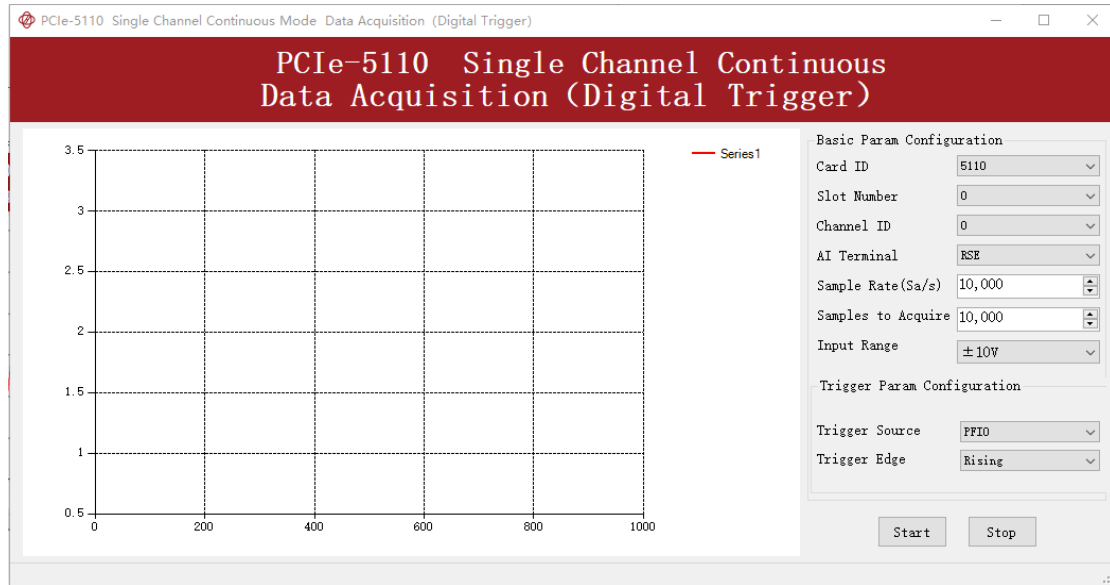 PCIe-5110 Single Channel Continuous Mode Data Acquisition (Digital Trigger)
PCIe-5110 Single Channel Continuous
Data Acquisition (Digital Trigger)
3.5
3
2.5
2
1.5
1
0.5
0
200
400
600
800
1000
Series1
Basic Param Configuration
Card ID 5110
Slot Number 0
Channel ID 0
AI Terminal RSE
Sample Rate(Sa/s) 10,000
Samples to Acquire 10,000
Input Range ±10V
Trigger Param Configuration
Trigger Source PFI0
Trigger Edge Rising
Start
Stop